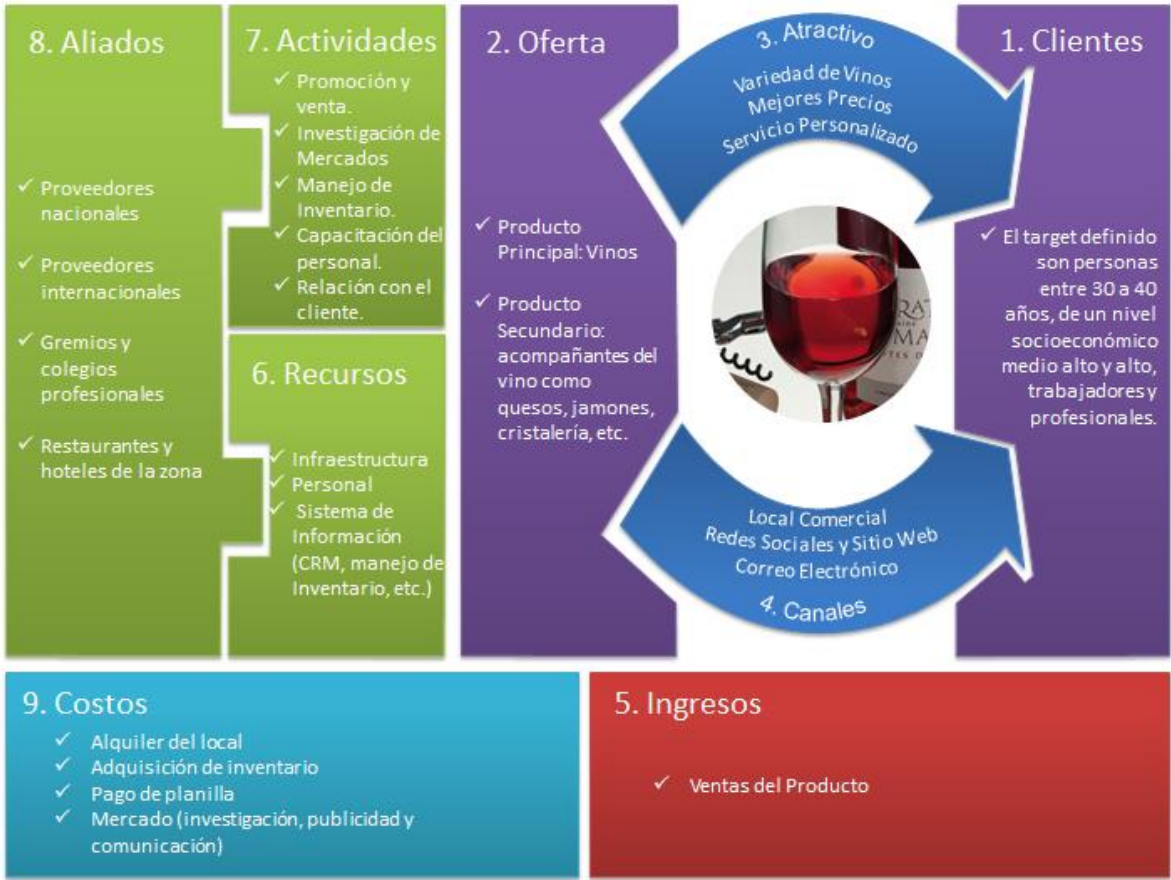 8. Aliados
✓ Proveedores
nacionales
✓ Proveedores
internacionales
✓ Gremios y
colegios
profesionales
✓ Restaurantes y
hoteles de la zona
7. Actividades
✓ Promoción y
venta.
✓ Investigación de
Mercados
✓ Manejo de
Inventario.
✓ Capacitación del
personal.
✓ Relación con el
cliente.
6. Recursos
✓ Infraestructura
✓ Personal
✓ Sistema de
Información
(CRM, manejo de
Inventario, etc.)
2. Oferta
✓ Producto
Principal: Vinos
✓ Producto
Secundario:
acompañantes del
vino como
quesos, jamones,
cristalería, etc.
3. Atractivo
Variedad de Vinos
Mejores Precios
Servicio Personalizado
Local Comercial
Redes Sociales y Sitio Web
Correo Electrónico
4. Canales
1. Clientes
✓ El target definido
son personas
entre 30 a 40
años, de un nivel
socioeconómico
medio alto y alto,
trabajadores y
profesionales.
9. Costos
✓ Alquiler del local
✓ Adquisición de inventario
✓ Pago de planilla
✓ Mercado (investigación, publicidad y
comunicación)
5. Ingresos
✓ Ventas del Producto